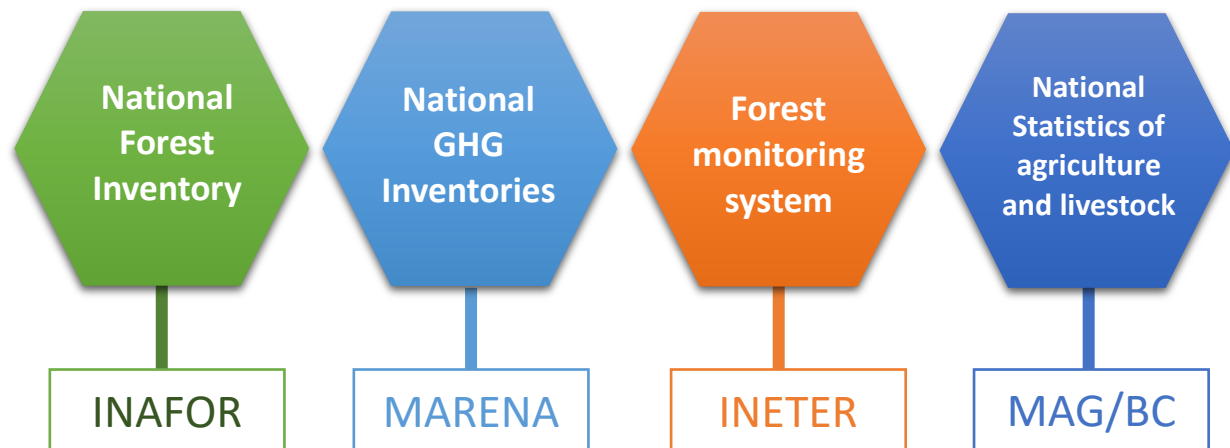 National
Forest
Inventory
National
GHG
Inventories
Forest
monitoring
system
National
Statistics of
agriculture
and livestock
INAFOR
MARENA
INETER
MAG/BC